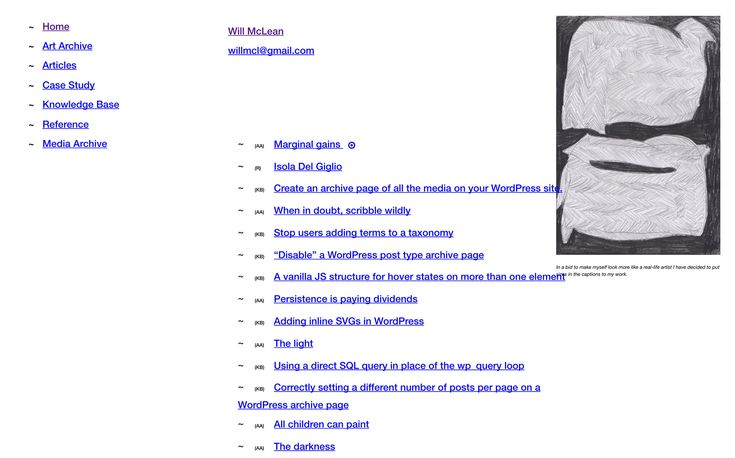 ~ Home
~ Art Archive
~ Articles
~ Case Study
~ Knowledge Base
~ Reference
~ Media Archive
Will McLean
willmcl@gmail.com
~ (AA) Marginal gains
~ (R) Isola Del Giglio
~ (KB) Create an archive page of all the media on your WordPress site.
~ (AA) When in doubt, scribble wildly
~ (KB) Stop users adding terms to a taxonomy
~ (KB) “Disable” a WordPress post type archive page
~ (KB) A vanilla JS structure for hover states on more than one element
~ (AA) Persistence is paying dividends
~ (KB) Adding inline SVGs in WordPress
~ (AA) The light
~ (KB) Using a direct SQL query in place of the wp_query loop
~ (KB) Correctly setting a different number of posts per page on a
WordPress archive page
~ (AA) All children can paint
~ (AA) The darkness
In a bid to make myself look more like a real-life artist I have decided to put
in the captions to my work.